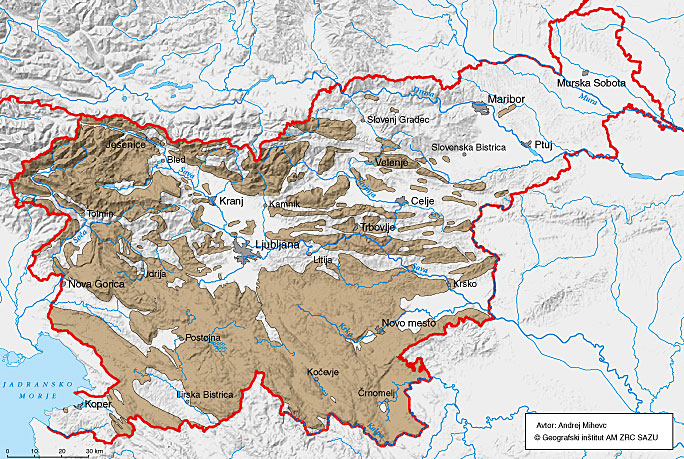 Murska Sobota
Drava
Maribor
Mura
Slovenj Gradec
Jesenice
Bled
Velenje
Slovenska Bistrica
Ptuj
Sava
Kranj
Kamnik
Celje
Tolmin
Soča
Trbovlje
Ljubljana
Idrija
Litija
Sava
Nova Gorica
Krško
Postojna
Krka
Novo mesto
JADRANSKO
MORJE
Kočevje
Koper
Ilirska Bistrica
Črnomelj
Kolpa
Avtor: Andrej Mihevc
© Geografski inštitut AM ZRC SAZU
0 10 20 30 km